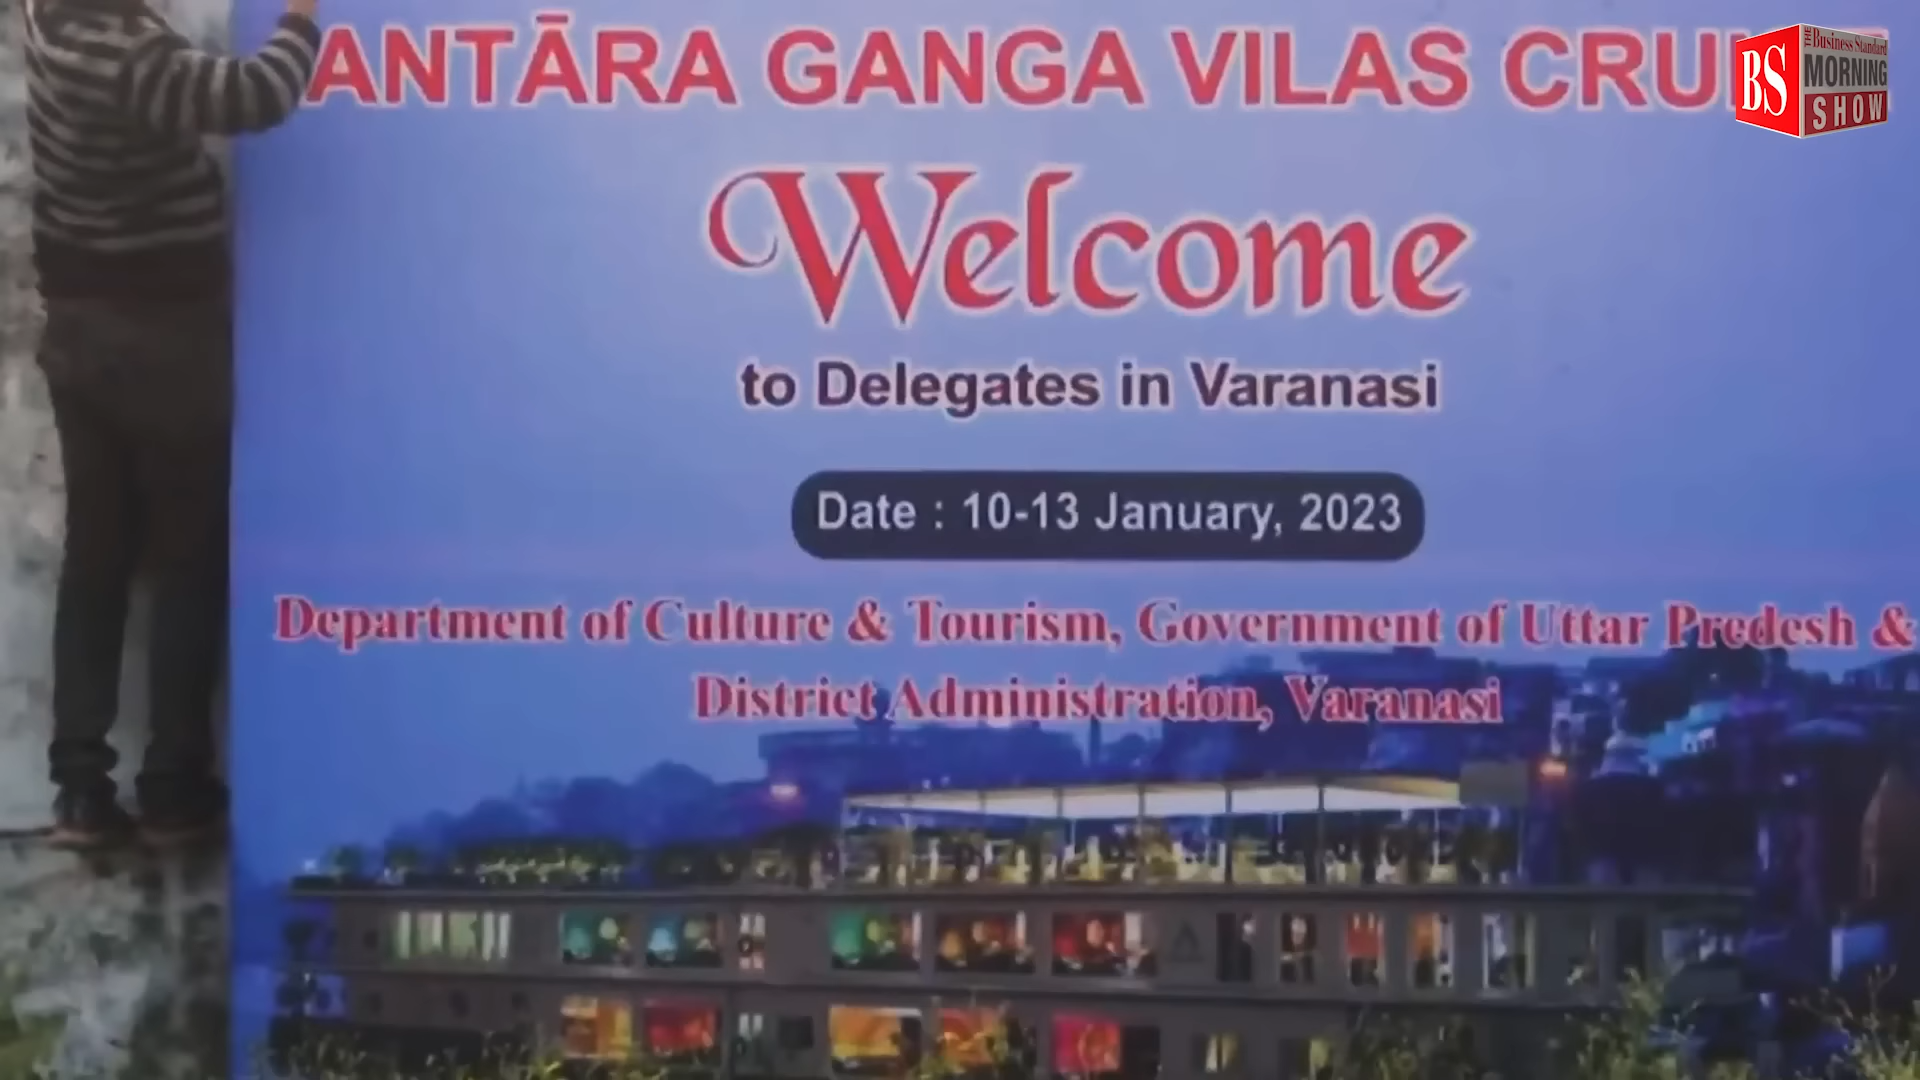 ANTĀRA GANGA VILAS
Welcome
to Delegates in Varanasi
Date : 10-13 January, 2023
Department of Culture & Tourism, Government of Uttar Predesh &
District Administration, Varanasi
BS
THE Business Standard
MORNING
SHOW